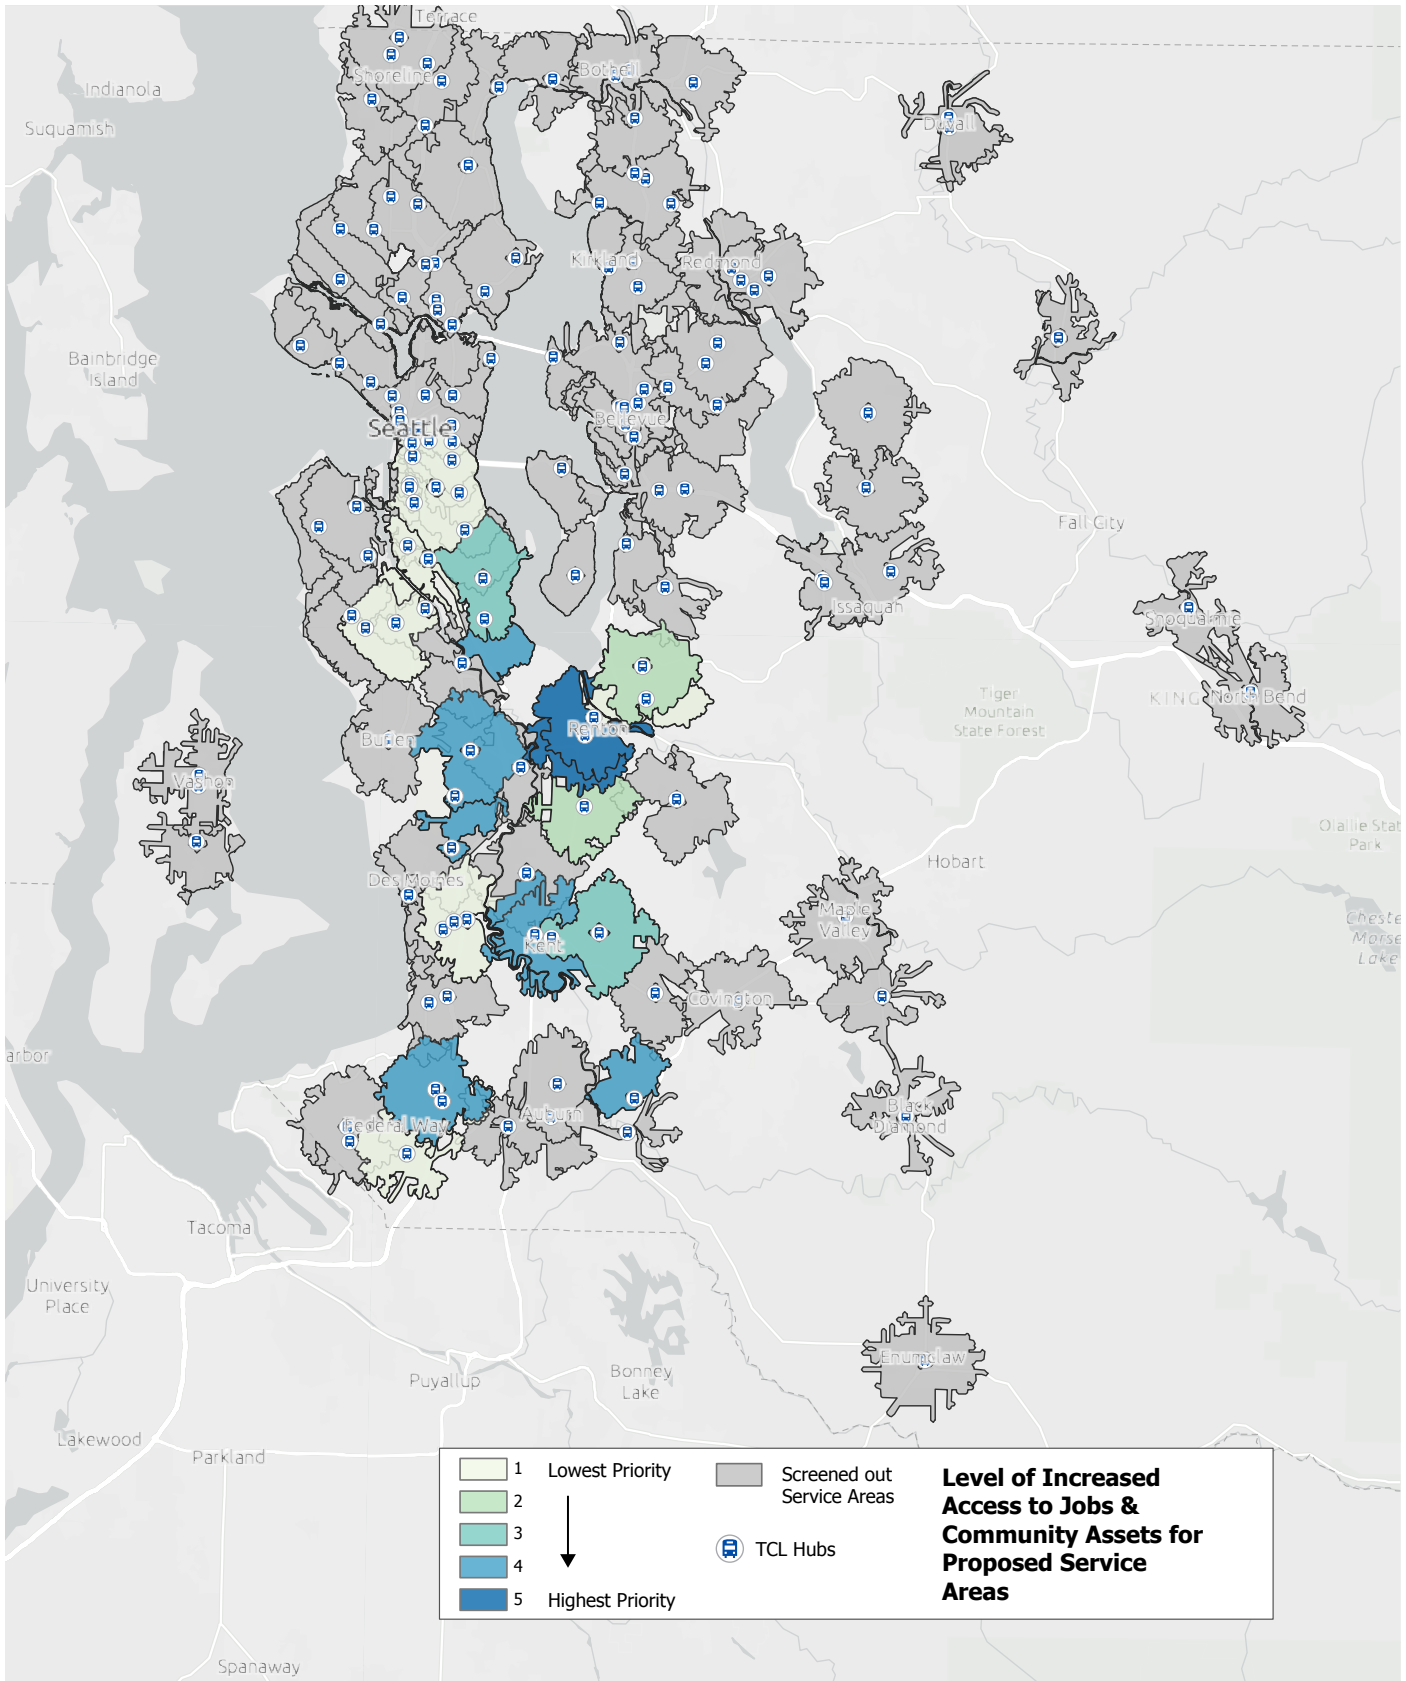 Terrace
Shoreline
Bothell
Indianola
Suquamish
Duvall
Kirkland
Redmond
Bainbridge
Island
Seattle
Bellevue
Fall City
Issaquah
Snoqualmie
KING
North Bend
Tiger
Mountain
State Forest
Burien
Renton
Vashon
Olallie Stat
Park
Hobart
Des Moines
Maple
Valley
Cheste
Morse
Lake
Kent
Covington
arbor
Federal Way
Auburn
Black
Diamond
Tacoma
University
Place
Enumclaw
Puyallup
Bonney
Lake
Lakewood
Parkland
Spanaway
1 Lowest Priority
2
3
4
5 Highest Priority
Screened out
Service Areas
TCL Hubs
Level of Increased
Access to Jobs &
Community Assets for
Proposed Service
Areas